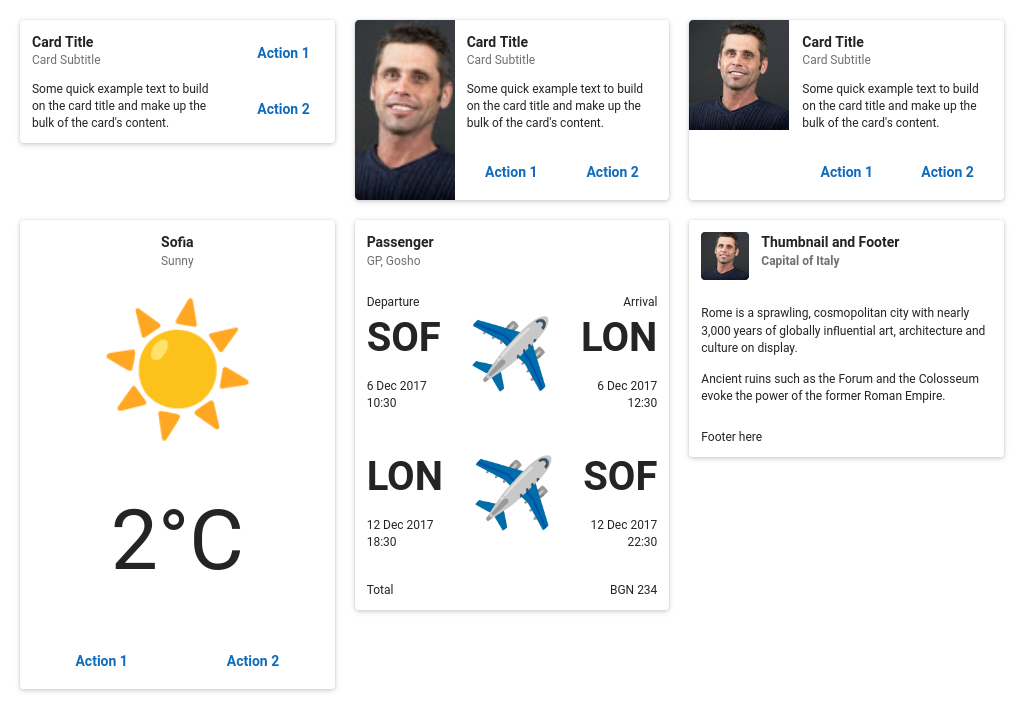 Card Title
Card Subtitle
Some quick example text to build
on the card title and make up the
bulk of the card's content.
Action 1
Action 2
Card Title
Card Subtitle
Some quick example text to build
on the card title and make up the
bulk of the card's content.
Action 1 Action 2
Card Title
Card Subtitle
Some quick example text to build
on the card title and make up the
bulk of the card's content.
Action 1 Action 2
Sofia
Sunny
2°C
Action 1 Action 2
Passenger
GP, Gosho
Departure Arrival
SOF LON
6 Dec 2017 6 Dec 2017
10:30 12:30
LON SOF
12 Dec 2017 12 Dec 2017
18:30 22:30
Total BGN 234
Thumbnail and Footer
Capital of Italy
Rome is a sprawling, cosmopolitan city with nearly
3,000 years of globally influential art, architecture and
culture on display.
Ancient ruins such as the Forum and the Colosseum
evoke the power of the former Roman Empire.
Footer here